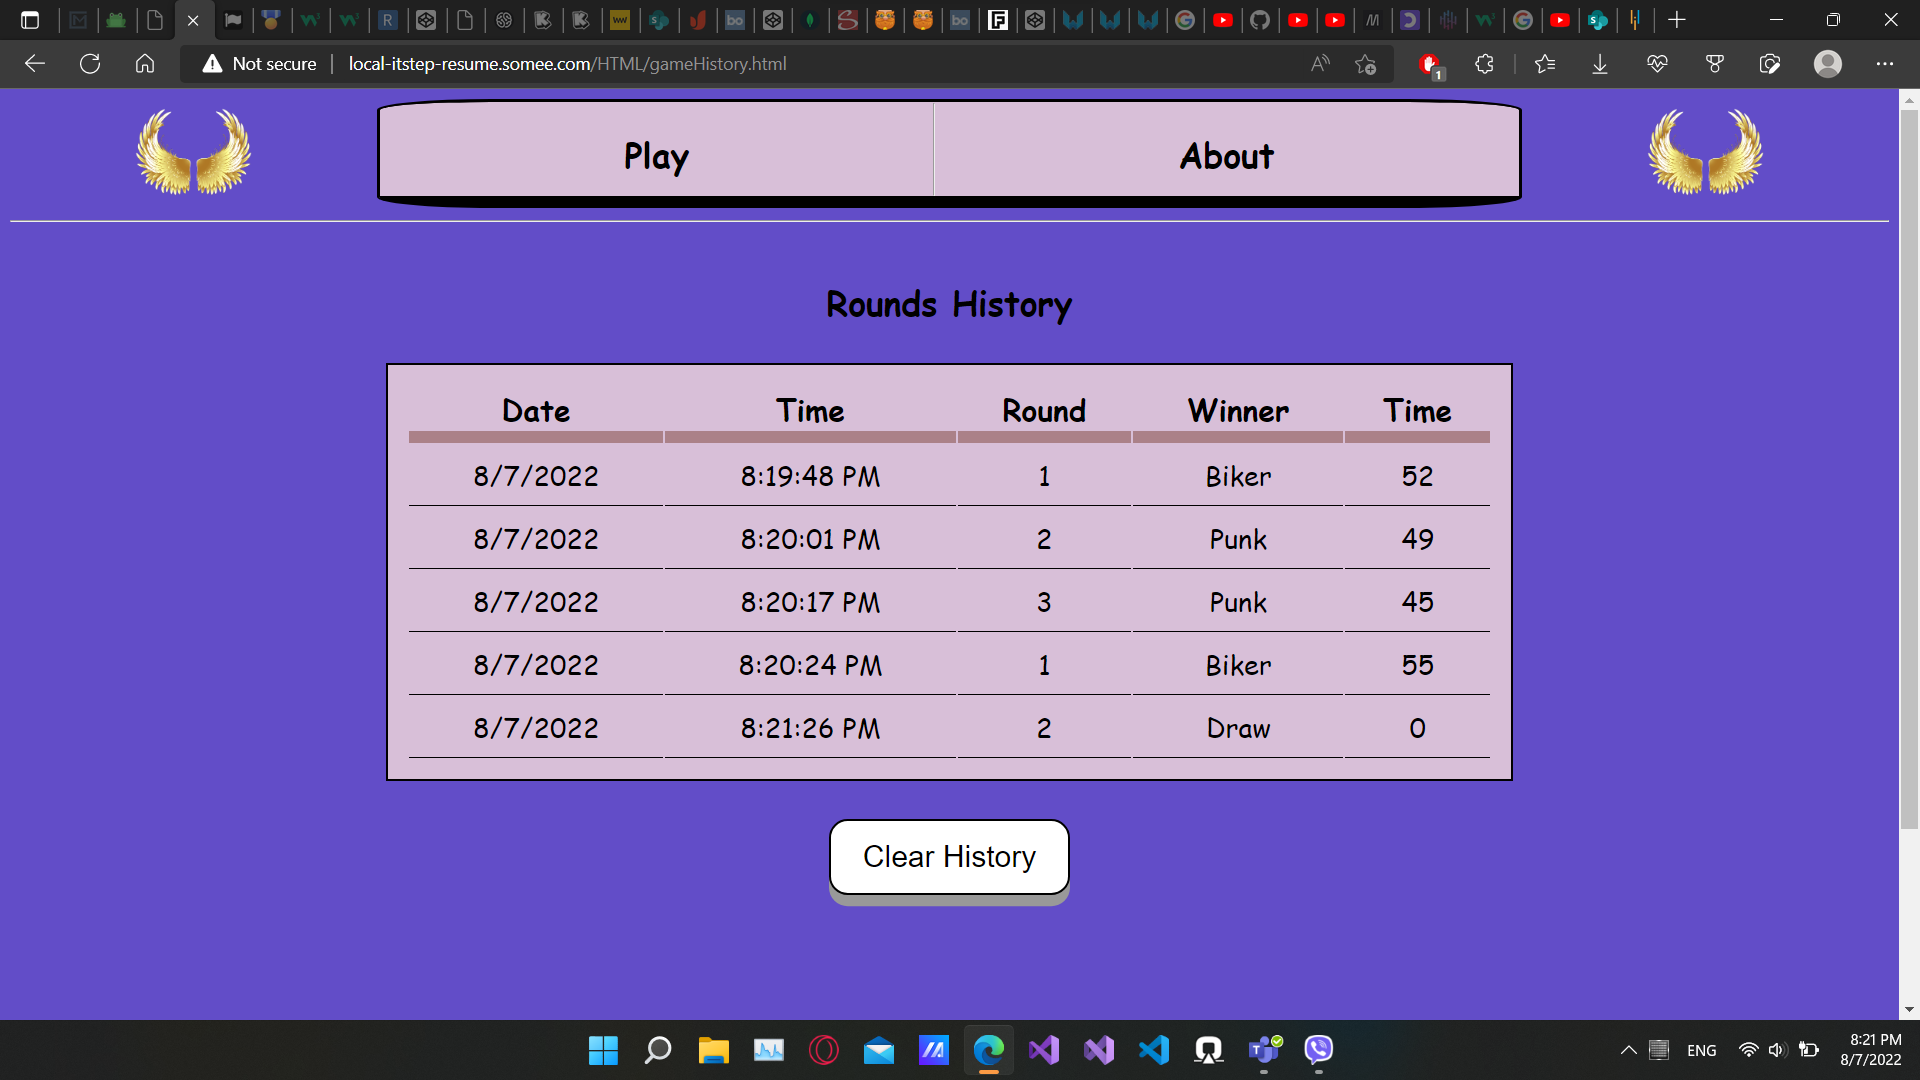 Not secure
local-itstep-resume.somee.com/HTML/gameHistory.html
1
Play
About
Rounds History
Date Time Round Winner Time
8/7/2022 8:19:48 PM 1 Biker 52
8/7/2022 8:20:01 PM 2 Punk 49
8/7/2022 8:20:17 PM 3 Punk 45
8/7/2022 8:20:24 PM 1 Biker 55
8/7/2022 8:21:26 PM 2 Draw 0
Clear History
ENG
8:21 PM
8/7/2022